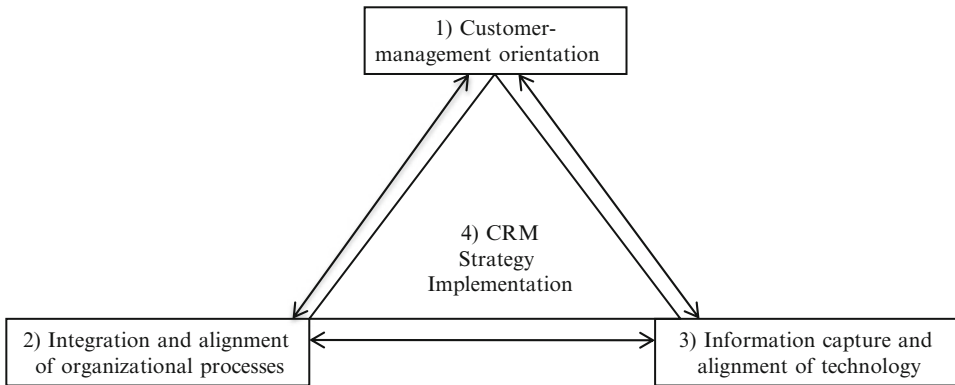 1) Customer-
management orientation
4) CRM
Strategy
Implementation
2) Integration and alignment
of organizational processes
3) Information capture and
alignment of technology